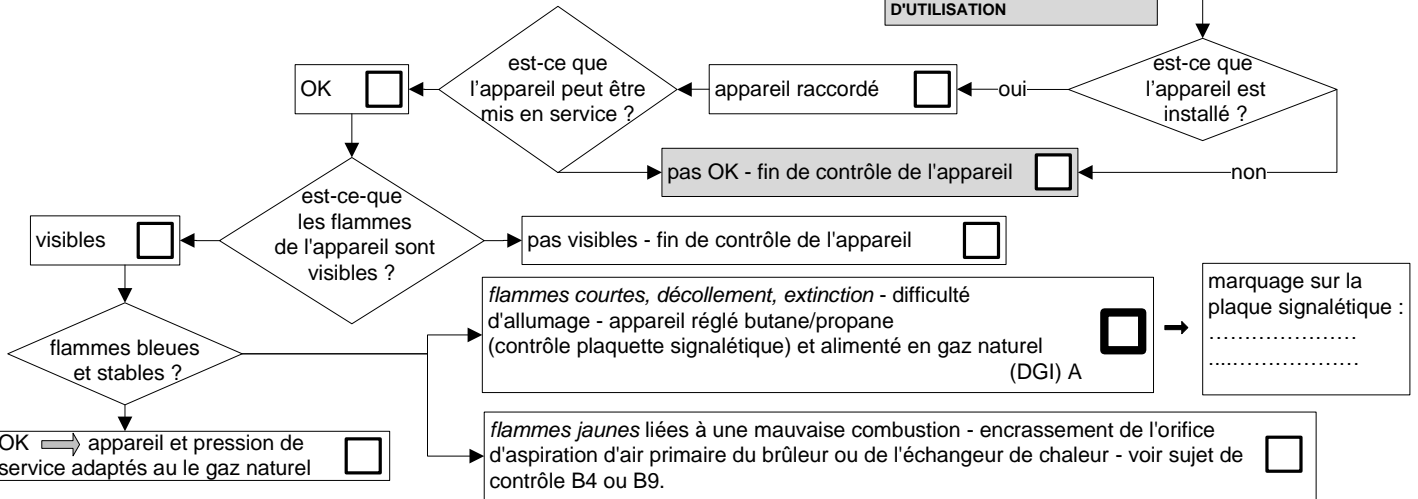 D'UTILISATION
est-ce que
l'appareil est
installé ?
oui
non
appareil raccordé
est-ce que
l'appareil peut être
mis en service ?
OK
pas OK - fin de contrôle de l'appareil
est-ce-que
les flammes
de l'appareil sont
visibles ?
visibles
pas visibles - fin de contrôle de l'appareil
flammes bleues
et stables ?
flammes courtes, décollement, extinction - difficulté
d'allumage - appareil réglé butane/propane
(contrôle plaquette signalétique) et alimenté en gaz naturel
(DGI) A
marquage sur la
plaque signalétique :
…………………
....………………
OK appareil et pression de
service adaptés au le gaz naturel
flammes jaunes liées à une mauvaise combustion - encrassement de l'orifice
d'aspiration d'air primaire du brûleur ou de l'échangeur de chaleur - voir sujet de
contrôle B4 ou B9.